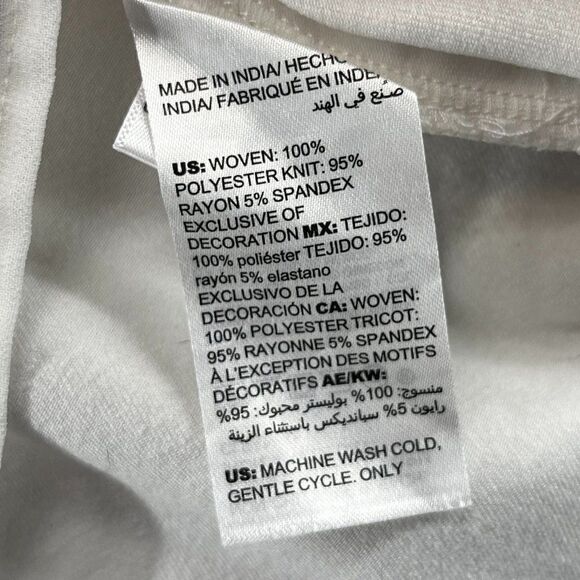 MADE IN INDIA/ HECHO
INDIA/ FABRIQUÉ EN INDE/
صنع في الهند
US: WOVEN: 100%
POLYESTER KNIT: 95%
RAYON 5% SPANDEX
EXCLUSIVE OF
DECORATION MX: TEJIDO:
100% poliéster TEJIDO: 95%
rayón 5% elastano
EXCLUSIVO DE LA
DECORACIÓN CA: WOVEN:
100% POLYESTER TRICOT:
95% RAYONNE 5% SPANDEX
À L'EXCEPTION DES MOTIFS
DÉCORATIFS AE/KW:
منسوج: 100% بوليستر محبوك: 95%
رايون 5% سبانديكس باستثناء الزينة
US: MACHINE WASH COLD,
GENTLE CYCLE. ONLY